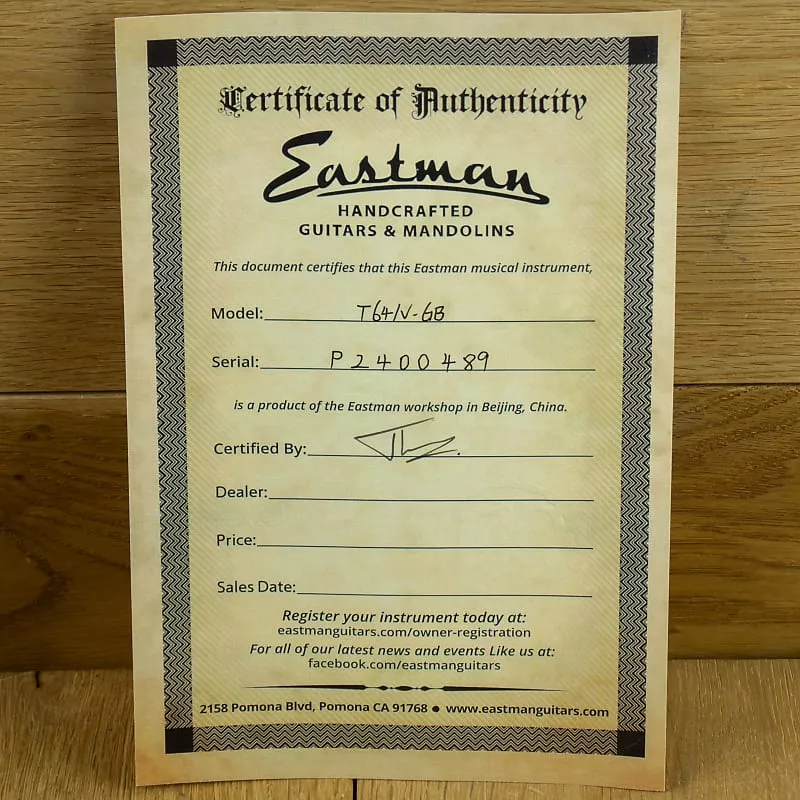 Certificate of Authenticity
Eastman
HANDCRAFTED
GUITARS & MANDOLINS
This document certifies that this Eastman musical instrument,
Model: T64/V-GB
Serial: P2400489
is a product of the Eastman workshop in Beijing, China.
Certified By:
Dealer:
Price:
Sales Date:
Register your instrument today at:
eastmanguitars.com/owner-registration
For all of our latest news and events Like us at:
facebook.com/eastmanguitars
2158 Pomona Blvd, Pomona CA 91768 ● www.eastmanguitars.com